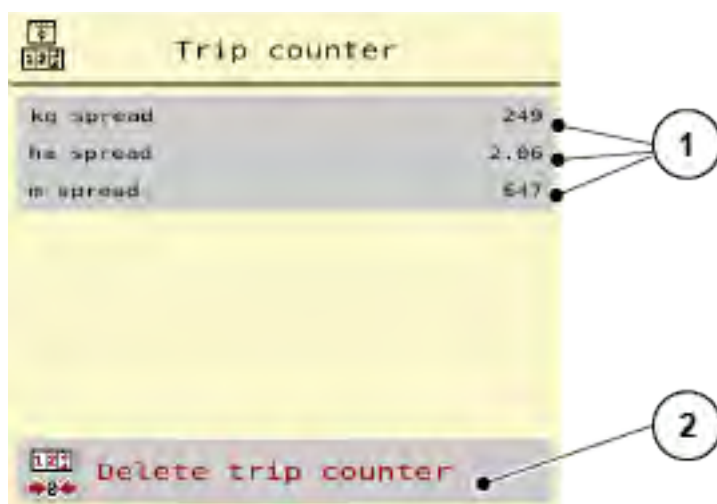 Trip counter
kg spread 249
ha spread 2.06
m spread 647
1
2
Delete trip counter